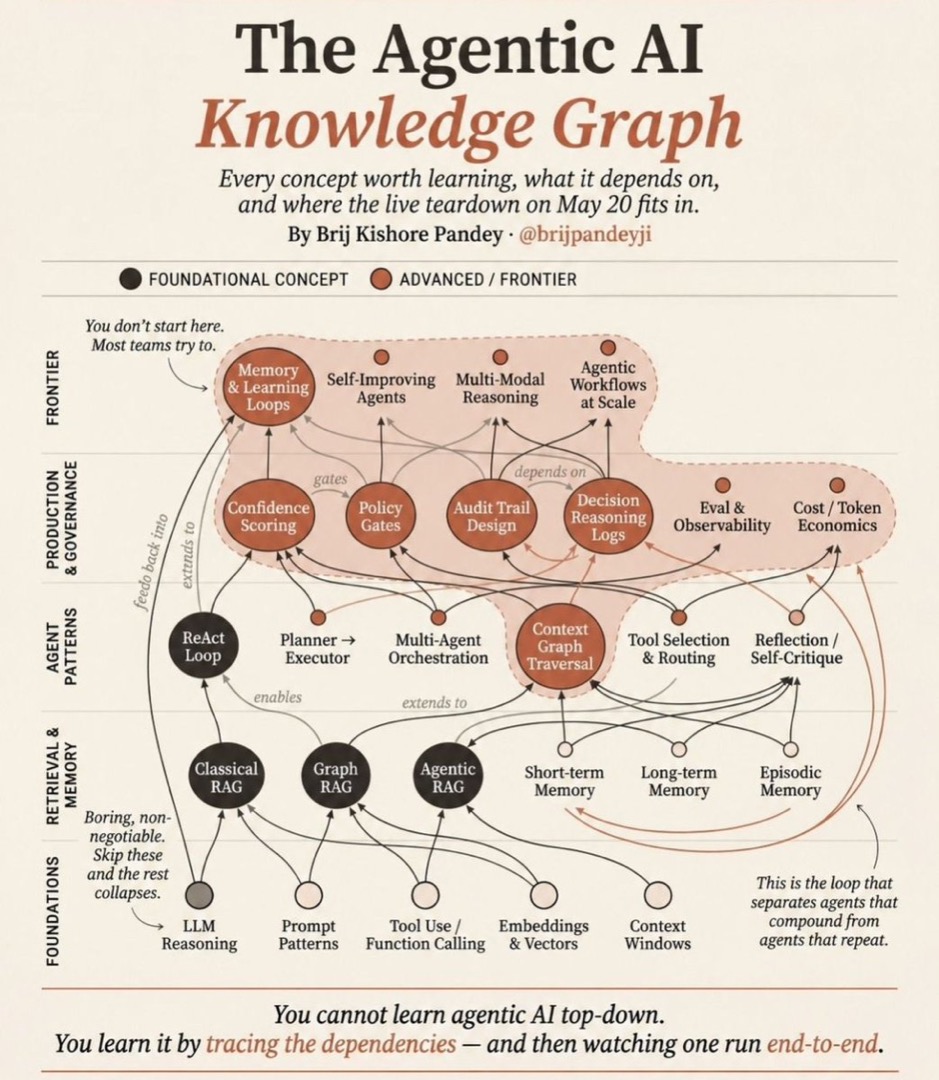 The Agentic AI
Knowledge Graph
Every concept worth learning, what it depends on,
and where the live teardown on May 20 fits in.
By Brij Kishore Pandey · @brijpandeyji
FOUNDATIONAL CONCEPT
ADVANCED / FRONTIER
You don't start here.
Most teams try to.
FRONTIER
Memory
& Learning
Loops
Self-Improving
Agents
Multi-Modal
Reasoning
Agentic
Workflows
at Scale
PRODUCTION
& GOVERNANCE
Confidence
Scoring
gates
Policy
Gates
Audit Trail
Design
depends on
Decision
Reasoning
Logs
Eval &
Observability
Cost / Token
Economics
feedo back into
extends to
AGENT
PATTERNS
ReAct
Loop
Planner →
Executor
Multi-Agent
Orchestration
Context
Graph
Traversal
Tool Selection
& Routing
Reflection /
Self-Critique
enables
extends to
RETRIEVAL &
MEMORY
Classical
RAG
Graph
RAG
Agentic
RAG
Short-term
Memory
Long-term
Memory
Episodic
Memory
Boring, non-
negotiable.
Skip these
and the rest
collapses.
FOUNDATIONS
LLM
Reasoning
Prompt
Patterns
Tool Use /
Function Calling
Embeddings
& Vectors
Context
Windows
This is the loop that
separates agents that
compound from
agents that repeat.
You cannot learn agentic AI top-down.
You learn it by tracing the dependencies — and then watching one run end-to-end.